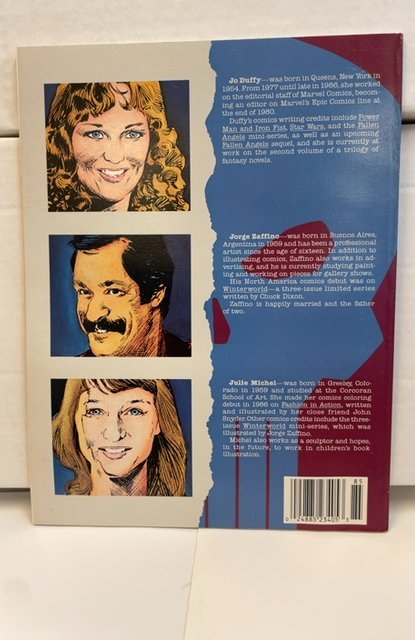 Jo Duffy—was born in Queens, New York in
1954. From 1977 until late in 1986, she worked
on the editorial staff of Marvel Comics, becom-
ing an editor on Marvel's Epic Comics line at
the end of 1980.
Duffy's comics writing credits include Power
Man and Iron Fist, Star Wars, and the Fallen
Angels mini-series, as well as an upcoming
Fallen Angels sequel, and she is currently at
work on the second volume of a trilogy of
fantasy novels.
Jorge Zaffino—was born in Buenos Aires,
Argentina in 1959 and has been a professional
artist since the age of sixteen. In addition to
illustrating comics, Zaffino also works in ad-
vertising, and he is currently studying paint-
ing and working on pieces for gallery shows.
His North America comics debut was on
Winterworld—a three-issue limited series
written by Chuck Dixon.
Zaffino is happily married and the father
of two.
Julie Michel—was born in Greeley, Colo-
rado in 1959 and studied at the Corcoran
School of Art. She made her comics coloring
debut in 1986 on Fashion in Action, written
and illustrated by her close friend John
Snyder. Other comics credits include the three-
issue Winterworld mini-series, which was
illustrated by Jorge Zaffino.
Michel also works as a sculptor and hopes,
in the future, to work in children's book
illustration.
85
0 24885 23405 3